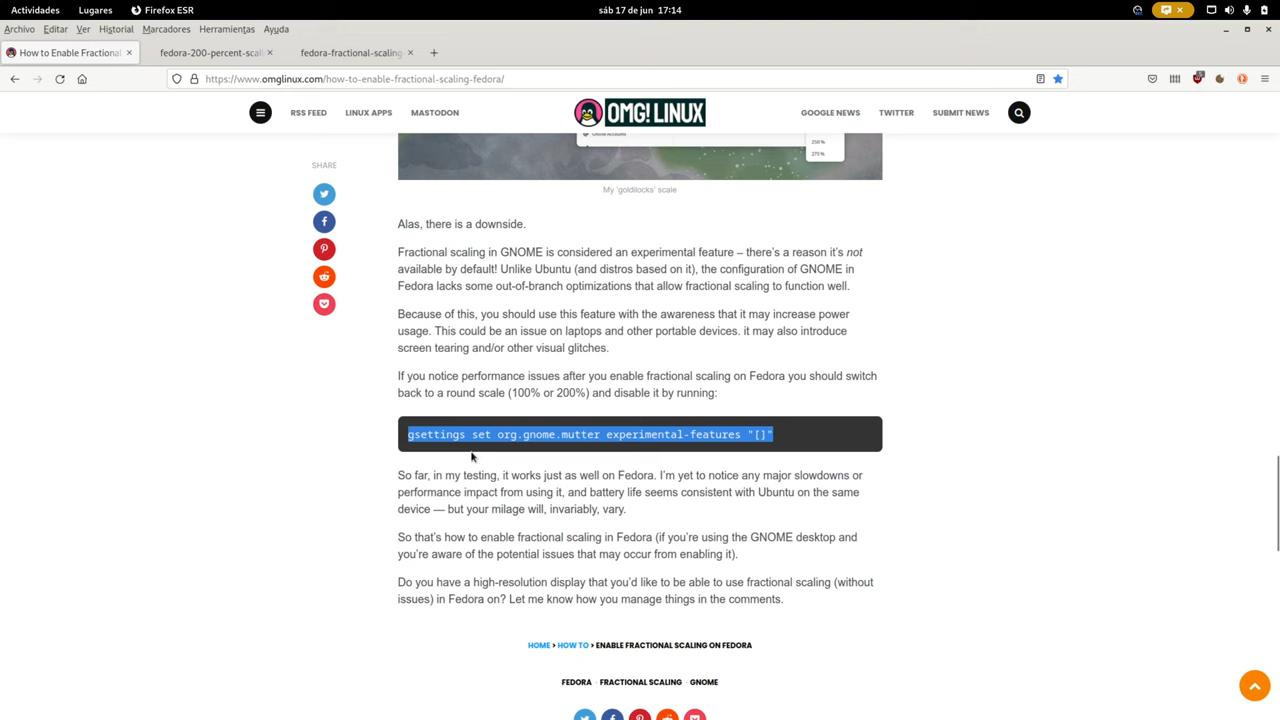 Actividades
Lugares
Firefox ESR
sáb 17 de jun 17:14
Archivo Editar Ver Historial Marcadores Herramientas Ayuda
How to Enable Fractional
fedora-200-percent-scali
fedora-fractional-scaling
https://www.omglinux.com/how-to-enable-fractional-scaling-fedora/
RSS FEED LINUX APPS MASTODON
OMG! LINUX
GOOGLE NEWS TWITTER SUBMIT NEWS
Online Accounts
250 %
275 %
My 'goldilocks' scale
SHARE
Alas, there is a downside.
Fractional scaling in GNOME is considered an experimental feature – there's a reason it's not
available by default! Unlike Ubuntu (and distros based on it), the configuration of GNOME in
Fedora lacks some out-of-branch optimizations that allow fractional scaling to function well.
Because of this, you should use this feature with the awareness that it may increase power
usage. This could be an issue on laptops and other portable devices. it may also introduce
screen tearing and/or other visual glitches.
If you notice performance issues after you enable fractional scaling on Fedora you should switch
back to a round scale (100% or 200%) and disable it by running:
gsettings set org.gnome.mutter experimental-features "[]"
So far, in my testing, it works just as well on Fedora. I'm yet to notice any major slowdowns or
performance impact from using it, and battery life seems consistent with Ubuntu on the same
device — but your milage will, invariably, vary.
So that's how to enable fractional scaling in Fedora (if you're using the GNOME desktop and
you're aware of the potential issues that may occur from enabling it).
Do you have a high-resolution display that you'd like to be able to use fractional scaling (without
issues) in Fedora on? Let me know how you manage things in the comments.
HOME > HOW TO > ENABLE FRACTIONAL SCALING ON FEDORA
FEDORA · FRACTIONAL SCALING · GNOME